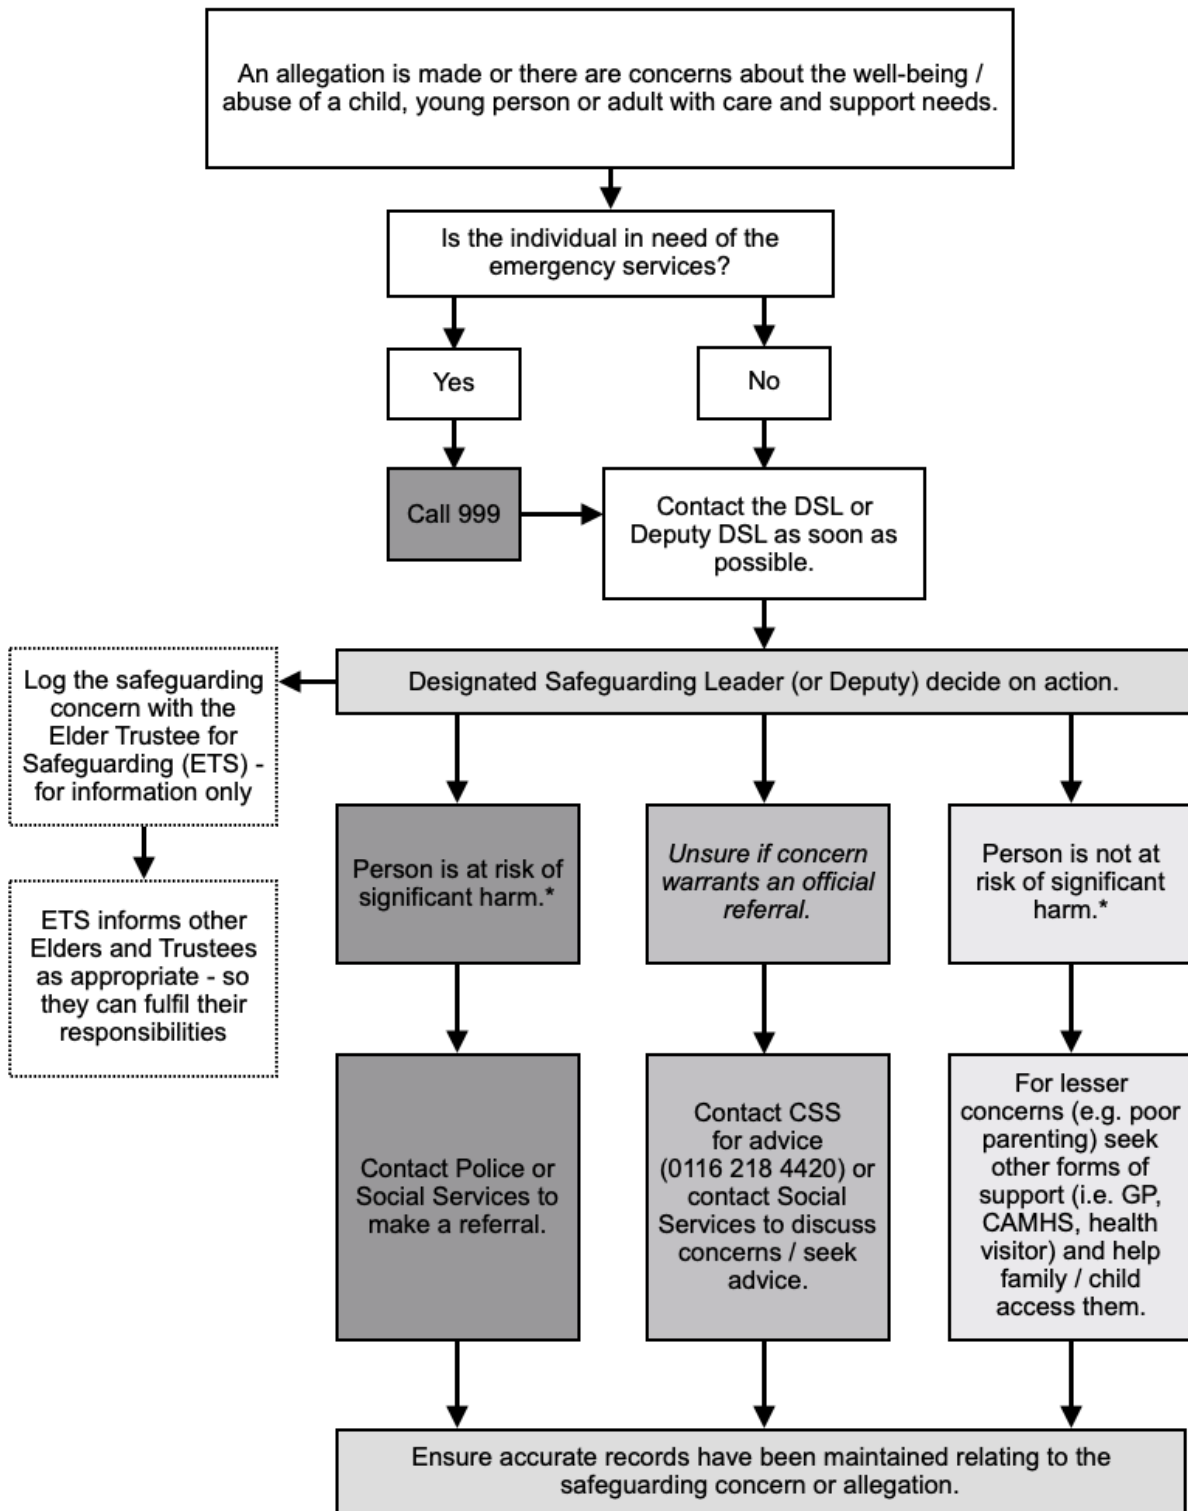 An allegation is made or there are concerns about the well-being /
abuse of a child, young person or adult with care and support needs.
Is the individual in need of the
emergency services?
Yes
No
Call 999
Contact the DSL or
Deputy DSL as soon as
possible.
Designated Safeguarding Leader (or Deputy) decide on action.
Log the safeguarding
concern with the
Elder Trustee for
Safeguarding (ETS) -
for information only
ETS informs other
Elders and Trustees
as appropriate - so
they can fulfil their
responsibilities
Person is at risk of
significant harm.*
Unsure if concern
warrants an official
referral.
Person is not at
risk of significant
harm.*
Contact Police or
Social Services to
make a referral.
Contact CSS
for advice
(0116 218 4420) or
contact Social
Services to discuss
concerns / seek
advice.
For lesser
concerns (e.g. poor
parenting) seek
other forms of
support (i.e. GP,
CAMHS, health
visitor) and help
family / child
access them.
Ensure accurate records have been maintained relating to the
safeguarding concern or allegation.